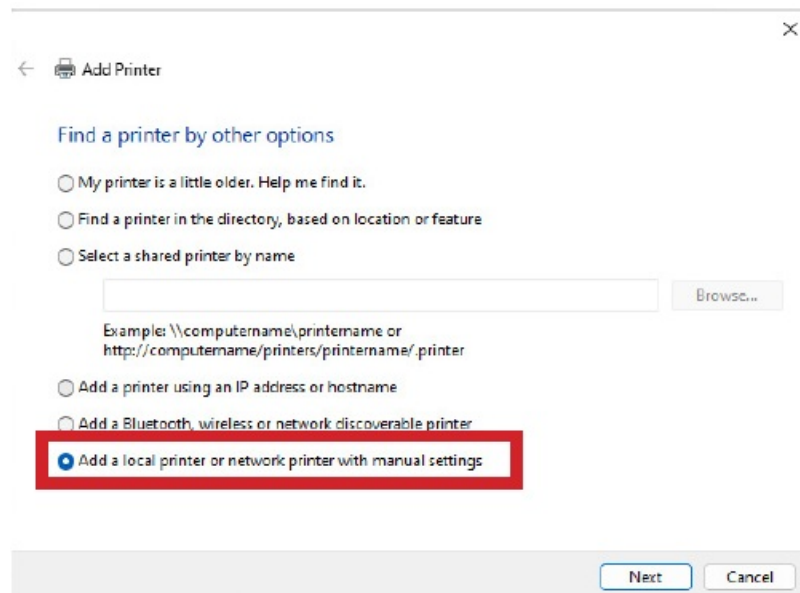 Add Printer
Find a printer by other options
My printer is a little older. Help me find it.
Find a printer in the directory, based on location or feature
Select a shared printer by name
Browse...
Example: \\computername\printername or
http://computername/printers/printername/.printer
Add a printer using an IP address or hostname
Add a Bluetooth, wireless or network discoverable printer
Add a local printer or network printer with manual settings
Next
Cancel